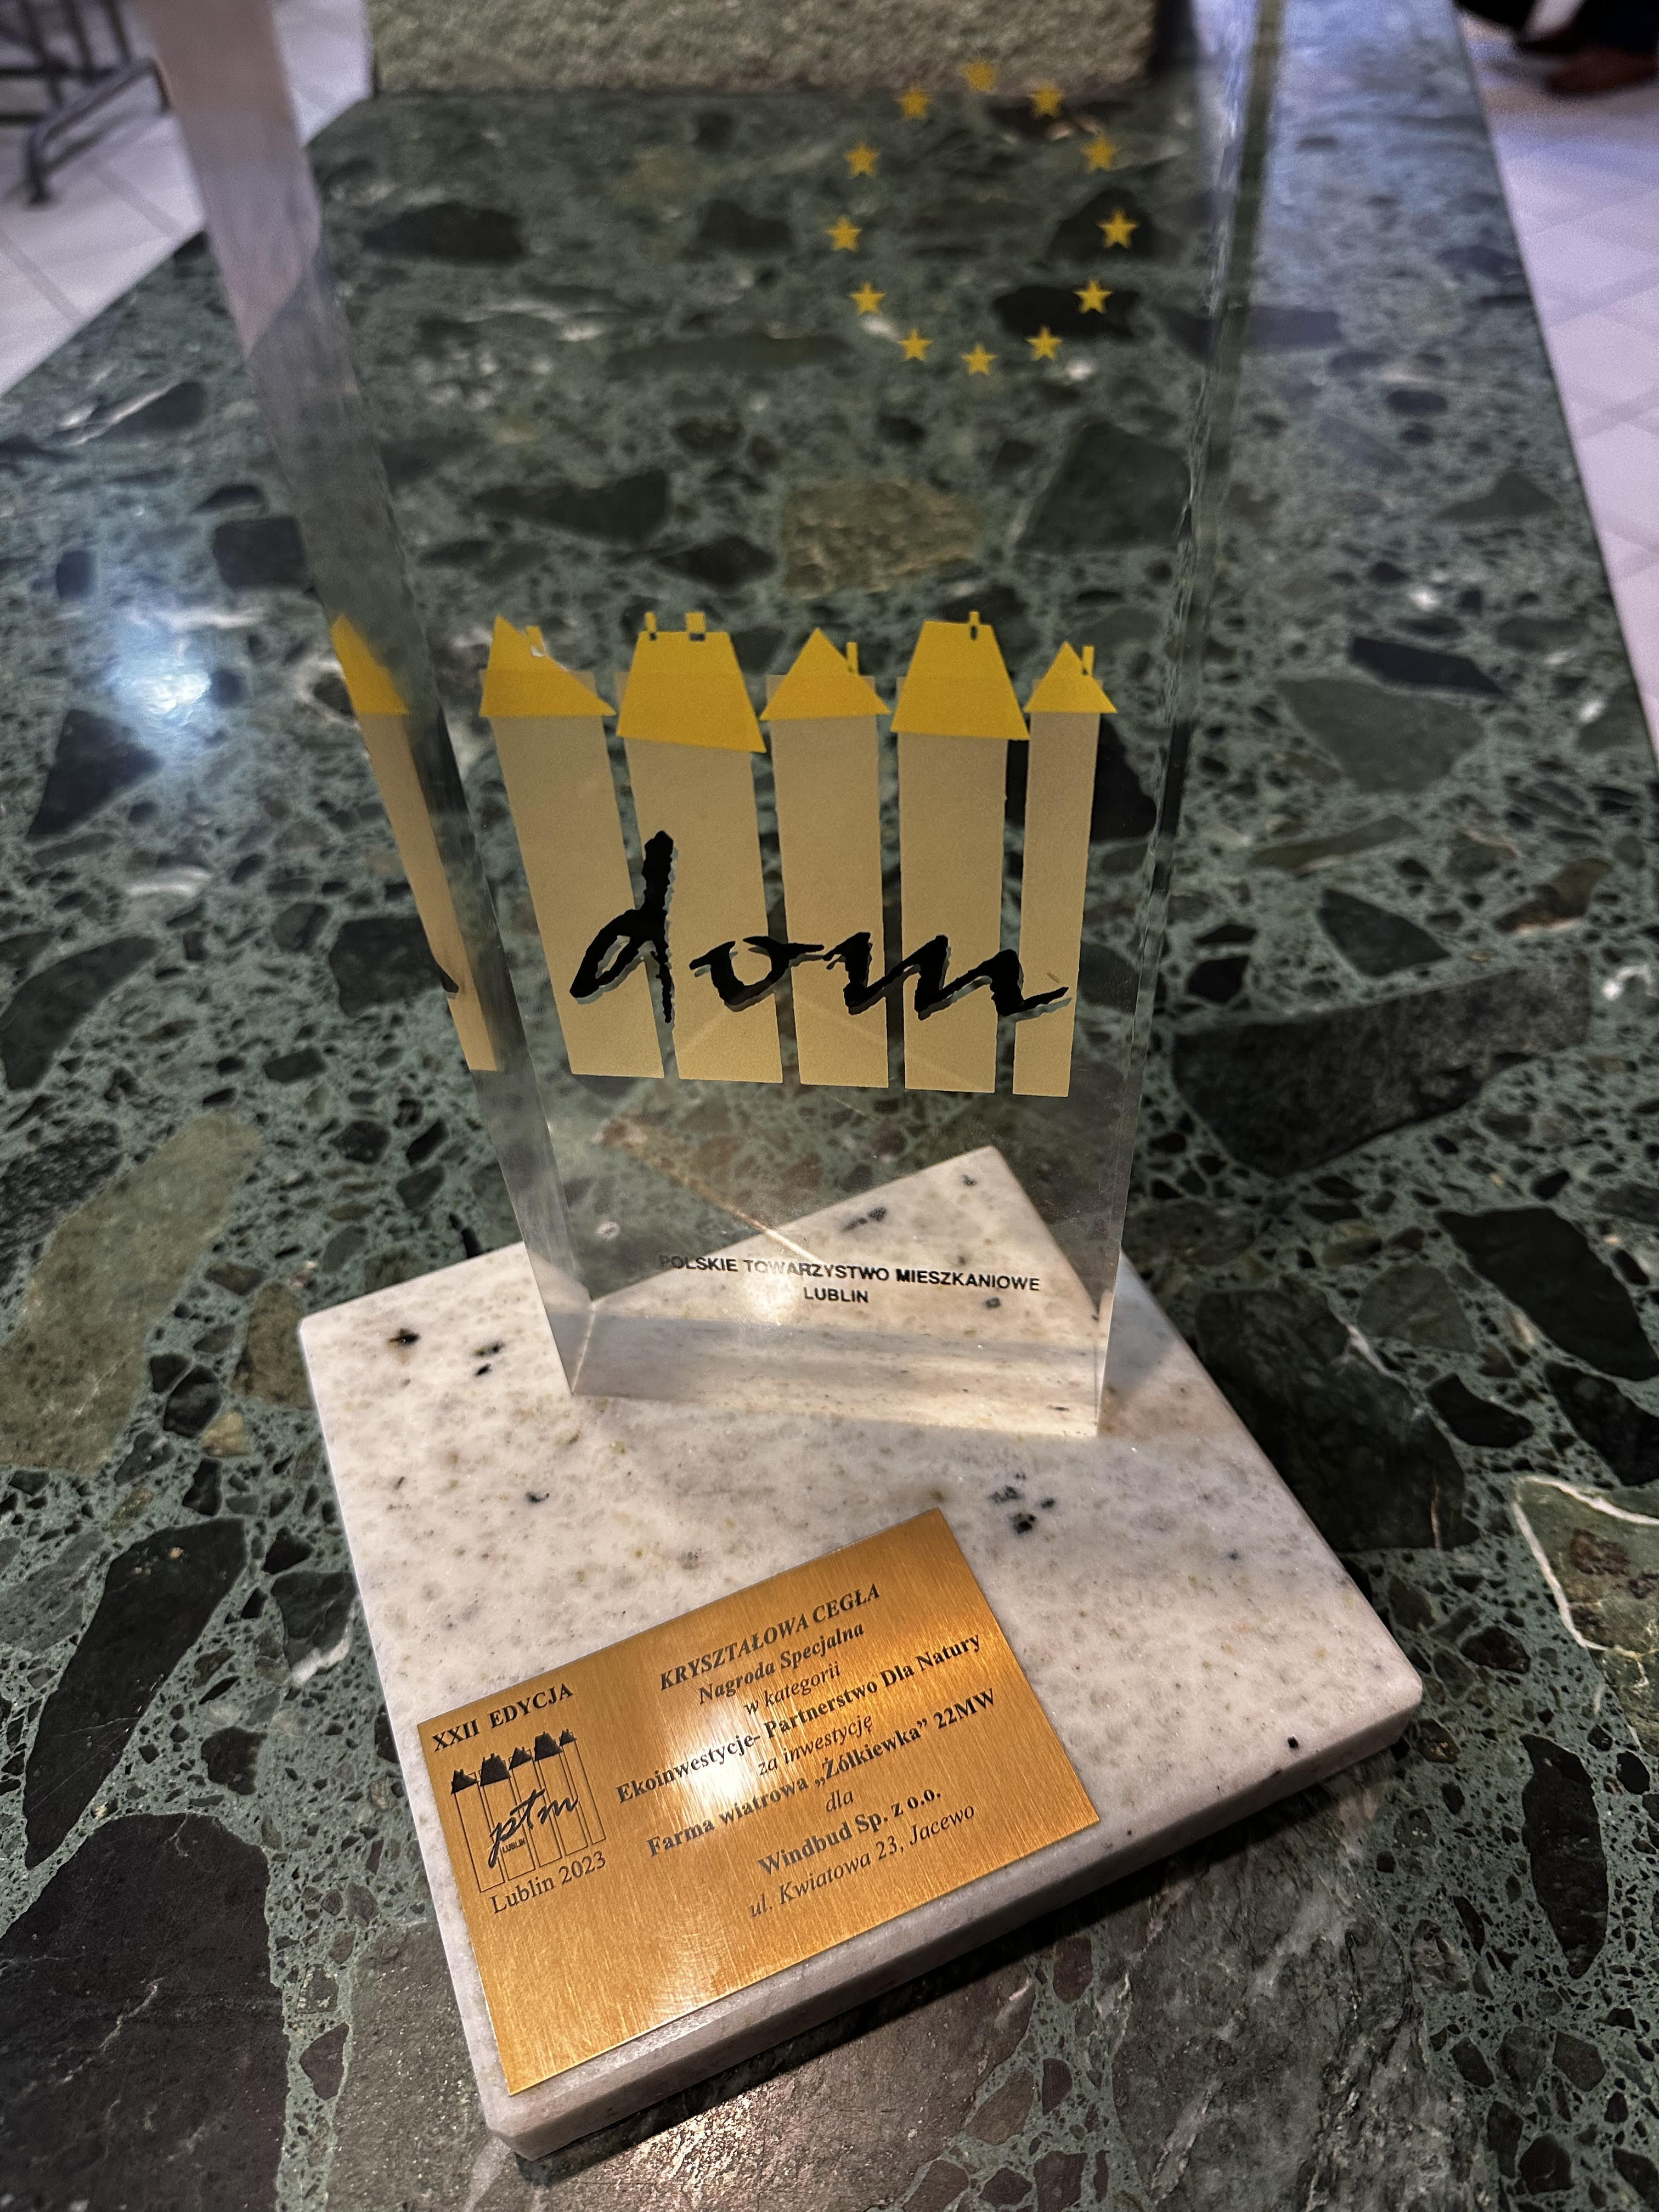 dom
POLSKIE TOWARZYSTWO MIESZKANIOWE
LUBLIN
XXII EDYCJA
ptm
LUBLIN
Lublin 2023
KRYSZTAŁOWA CEGŁA
Nagroda Specjalna
w kategorii
Ekoinwestycje- Partnerstwo Dla Natury
za inwestycję
Farma wiatrowa „Żółkiewka” 22MW
dla
Windbud Sp. z o.o.
ul. Kwiatowa 23, Jacewo